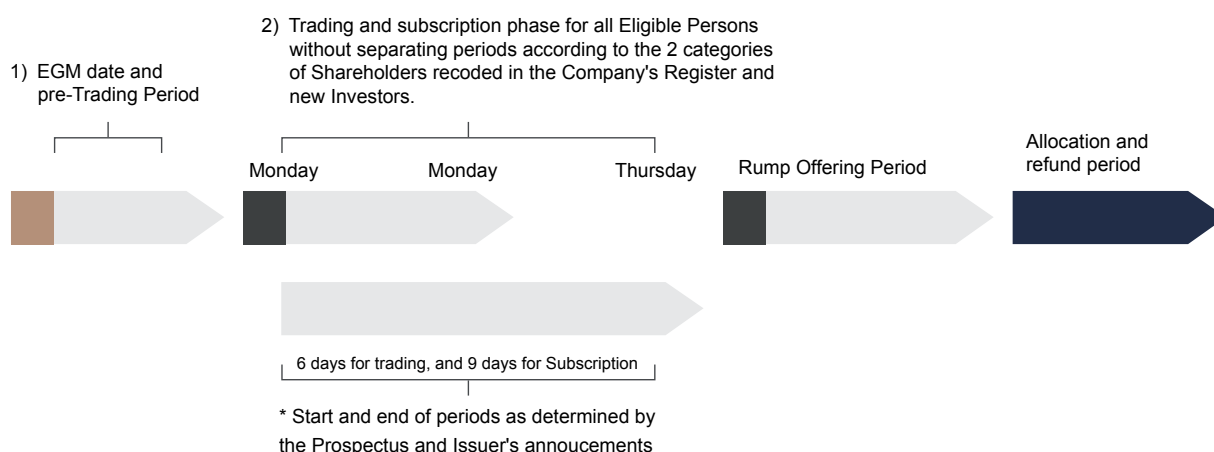 1) EGM date and
pre-Trading Period
2) Trading and subscription phase for all Eligible Persons
without separating periods according to the 2 categories
of Shareholders recoded in the Company's Register and
new Investors.
Monday
Monday
Thursday
Rump Offering Period
Allocation and
refund period
6 days for trading, and 9 days for Subscription
* Start and end of periods as determined by
the Prospectus and Issuer's annoucements